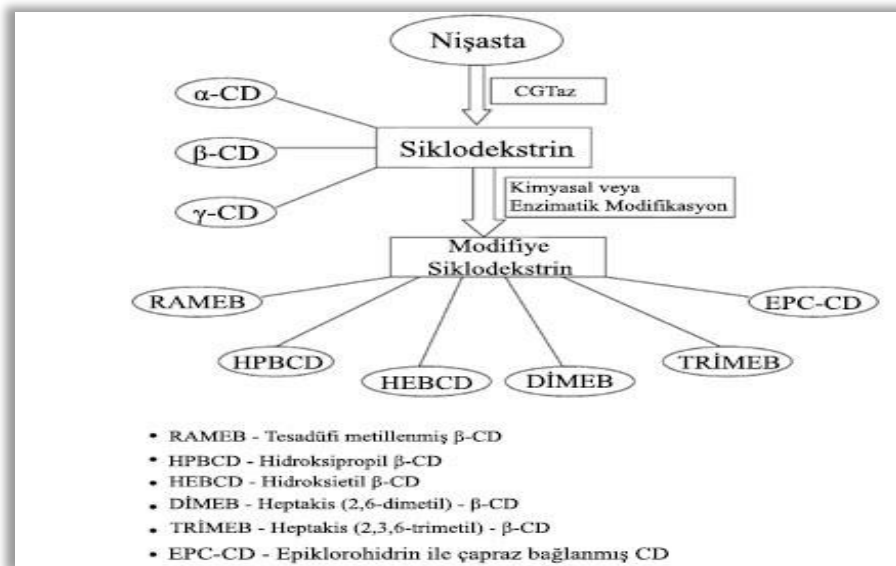 Nişasta
CGTaz
α-CD
β-CD
γ-CD
Siklodekstrin
Kimyasal veya
Enzimatik Modifikasyon
Modifiye
Siklodekstrin
RAMEB
HPBCD
HEBCD
DİMEB
TRİMEB
EPC-CD
• RAMEB - Tesadüfi metillenmiş β-CD
• HPBCD - Hidroksipropil β-CD
• HEBCD - Hidroksietil β-CD
• DİMEB - Heptakis (2,6-dimetil) - β-CD
• TRİMEB - Heptakis (2,3,6-trimetil) - β-CD
• EPC-CD - Epiklorohidrin ile çapraz bağlanmış CD